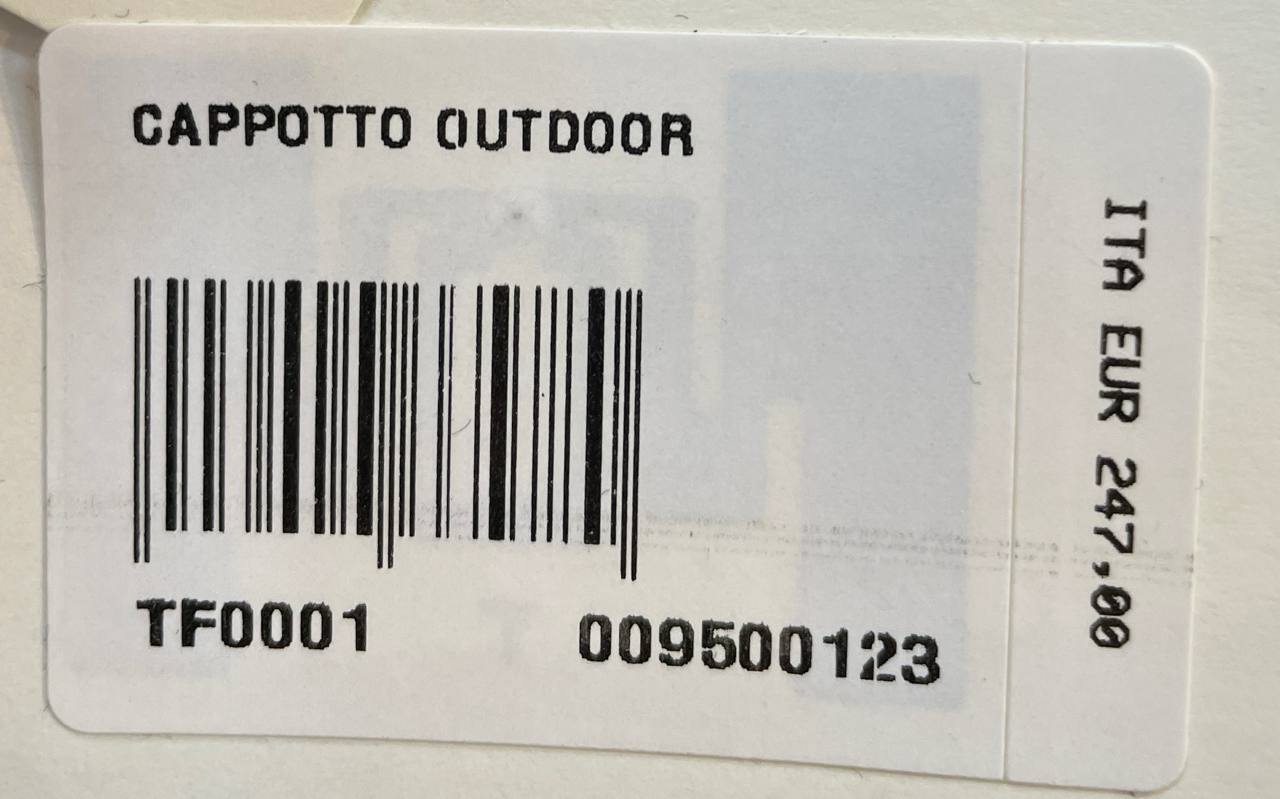 CAPPOTTO OUTDOOR
TF0001 009500123
ITA EUR 247,00